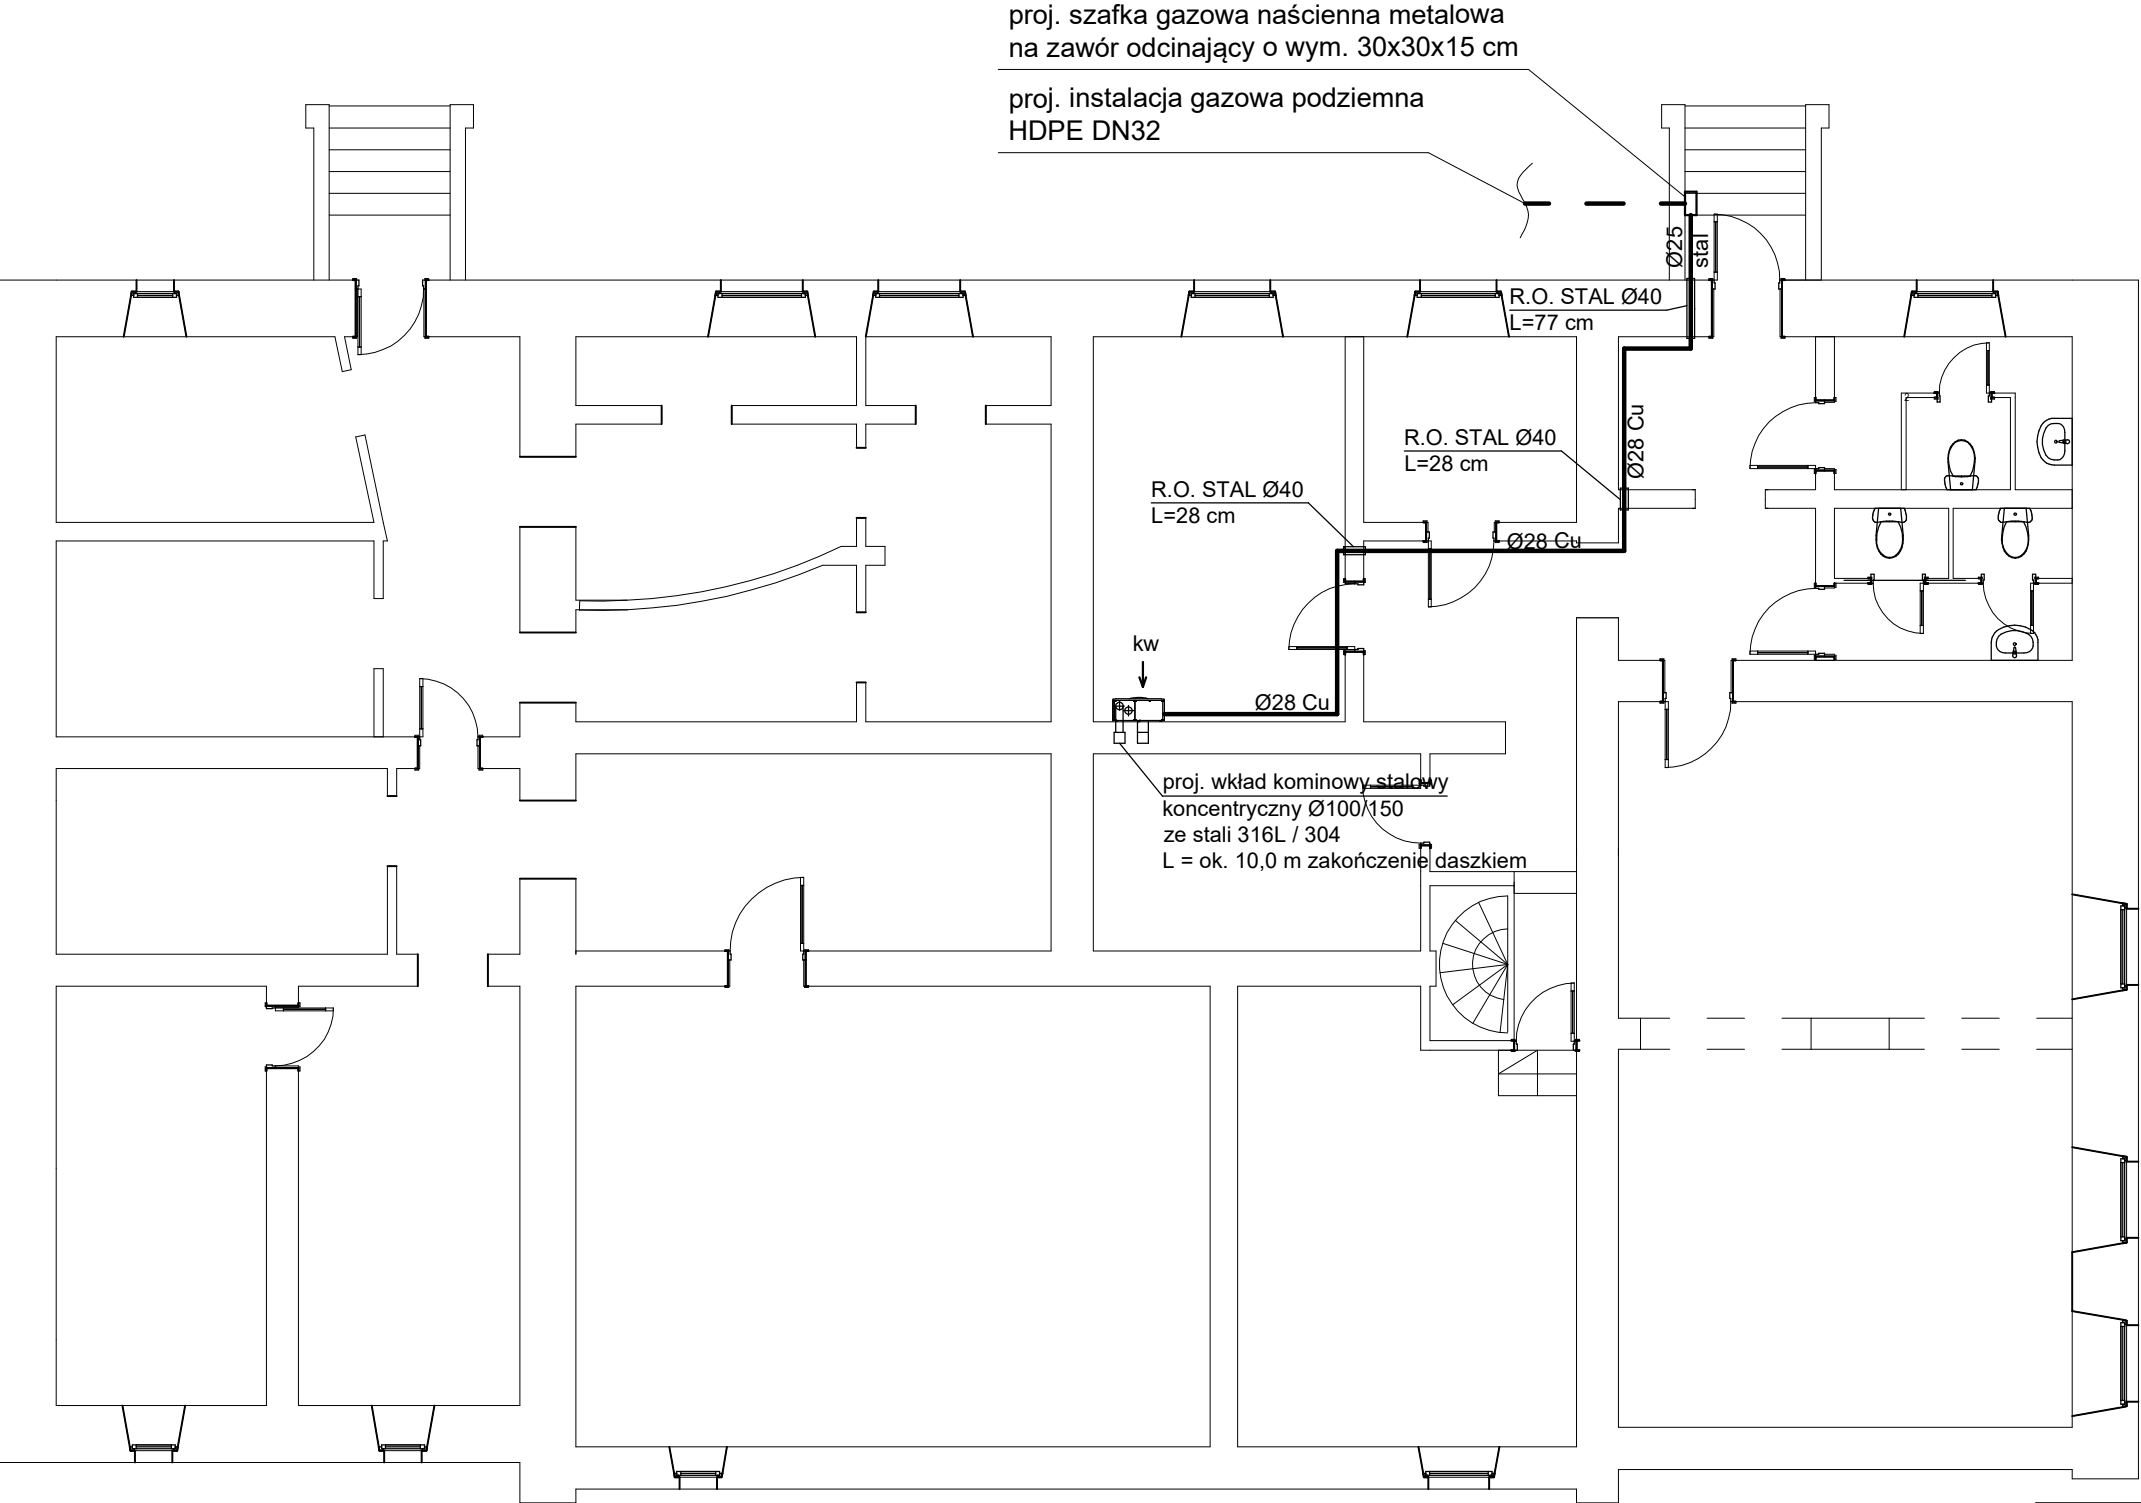 proj. szafka gazowa naścienna metalowa
na zawór odcinający o wym. 30x30x15 cm
proj. instalacja gazowa podziemna
HDPE DN32
Ø25
stal
R.O. STAL Ø40
L=77 cm
R.O. STAL Ø40
L=28 cm
Ø28 Cu
R.O. STAL Ø40
L=28 cm
Ø28 Cu
kw
Ø28 Cu
proj. wkład kominowy stalowy
koncentryczny Ø100/150
ze stali 316L / 304
L = ok. 10,0 m zakończenie daszkiem